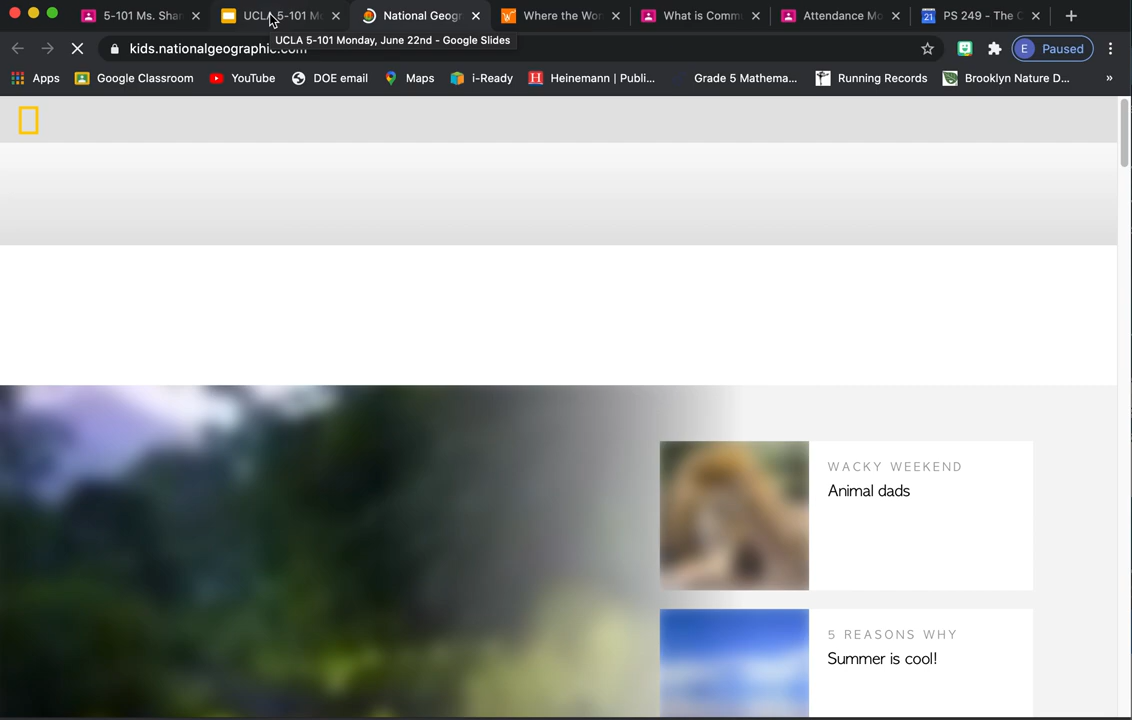 5-101 Ms. Shar
UCLA 5-101 M
National Geogr
Where the Wor
What is Commu
Attendance Mo
PS 249 - The C
kids.nationalgeographic.com
UCLA 5-101 Monday, June 22nd - Google Slides
E Paused
Apps
Google Classroom
YouTube
DOE email
Maps
i-Ready
Heinemann | Publi...
Grade 5 Mathema...
Running Records
Brooklyn Nature D...
»
WACKY WEEKEND
Animal dads
5 REASONS WHY
Summer is cool!